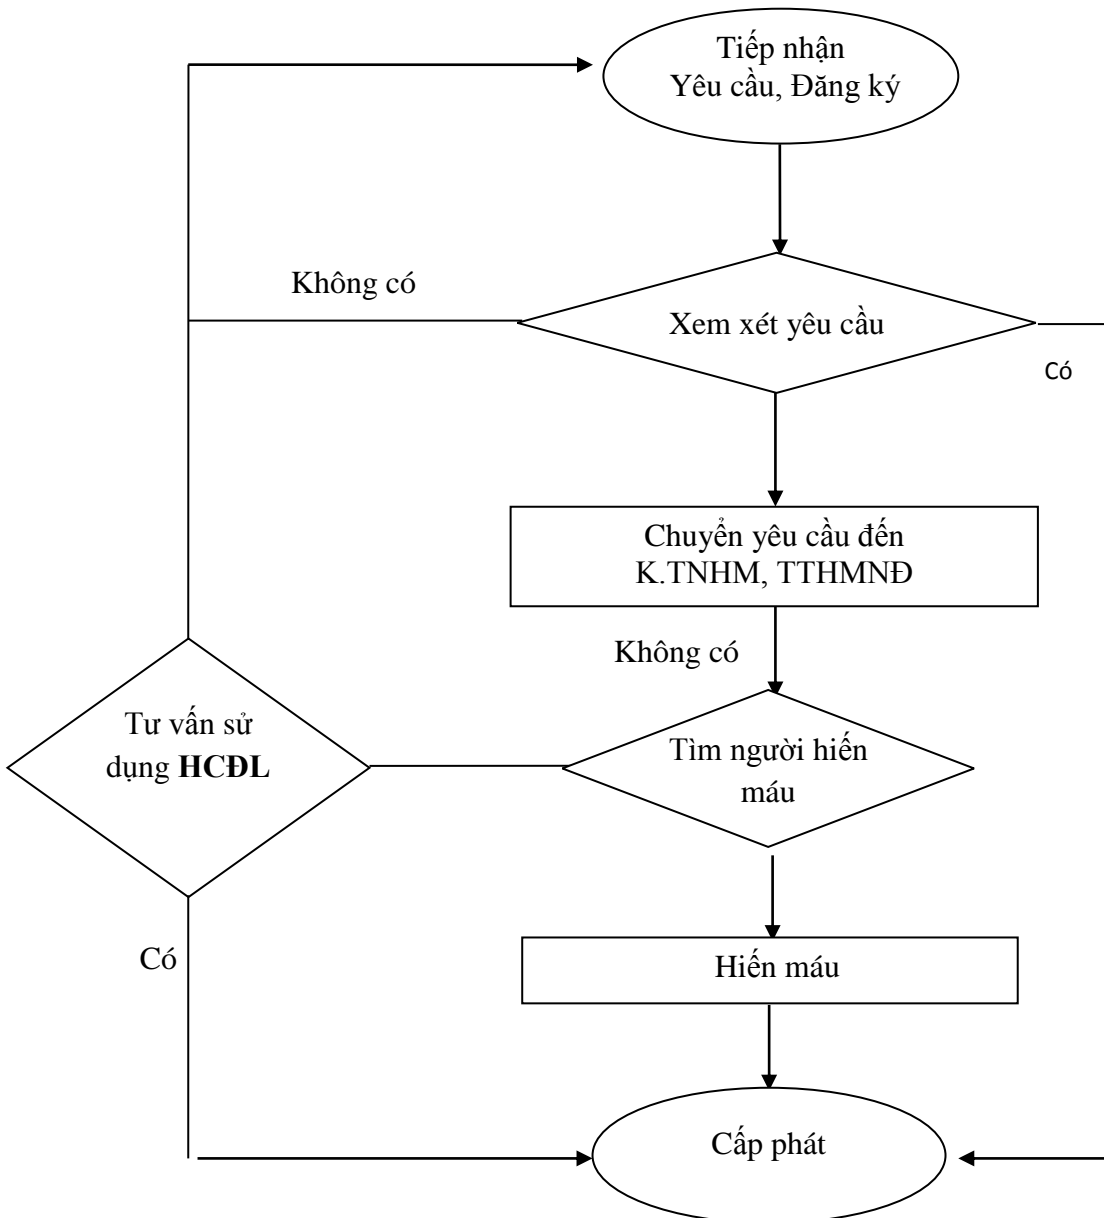 Tiếp nhận
Yêu cầu, Đăng ký
Không có
Xem xét yêu cầu
Có
Chuyển yêu cầu đến
K.TNHM, TTHMNĐ
Không có
Tư vấn sử
dụng HCĐL
Tìm người hiến
máu
Có
Hiến máu
Cấp phát